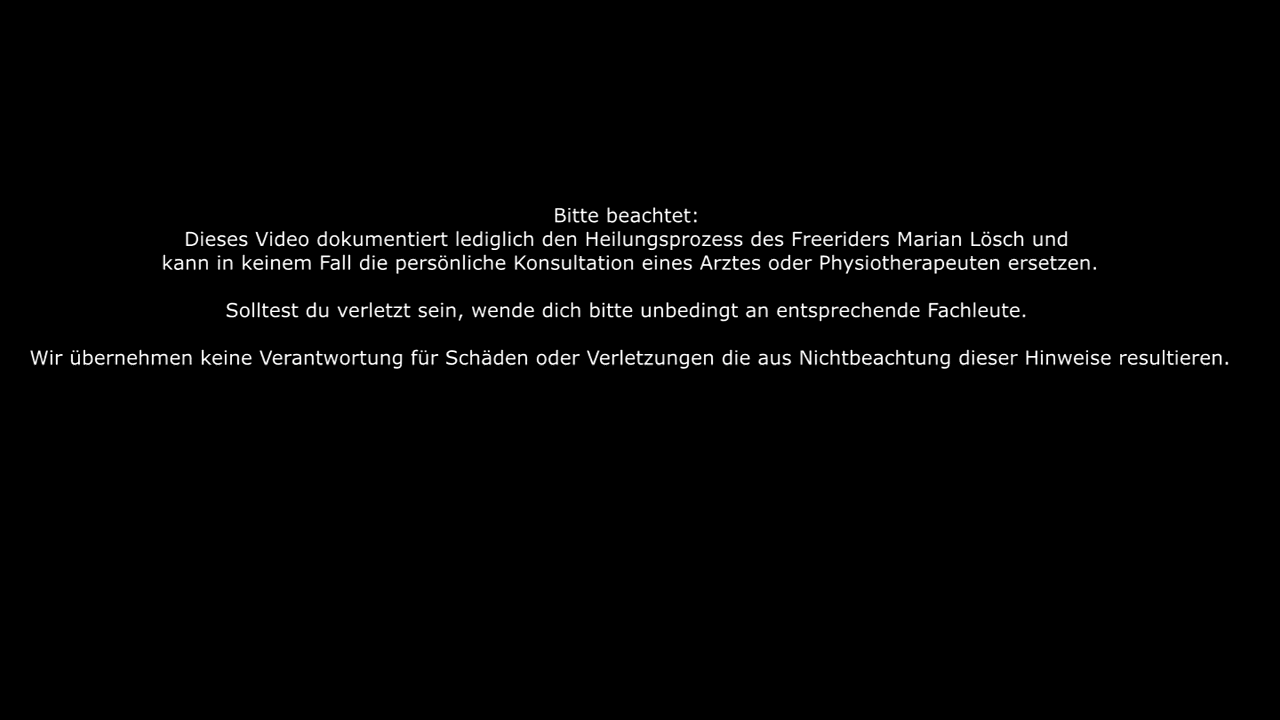 Bitte beachtet:
Dieses Video dokumentiert lediglich den Heilungsprozess des Freeriders Marian Lösch und
kann in keinem Fall die persönliche Konsultation eines Arztes oder Physiotherapeuten ersetzen.
Solltest du verletzt sein, wende dich bitte unbedingt an entsprechende Fachleute.
Wir übernehmen keine Verantwortung für Schäden oder Verletzungen die aus Nichtbeachtung dieser Hinweise resultieren.